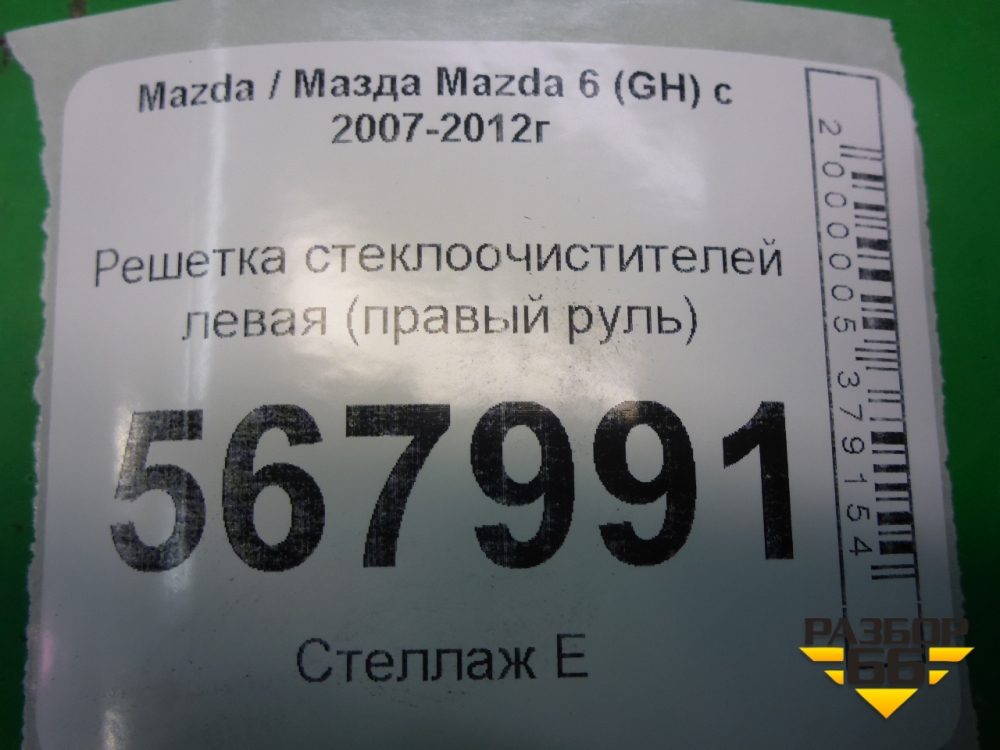 Mazda / Мазда Mazda 6 (GH) с
2007-2012г
Решетка стеклоочистителей
левая (правый руль)
567991
Стеллаж Е
2000005379154
РАЗБОР
66